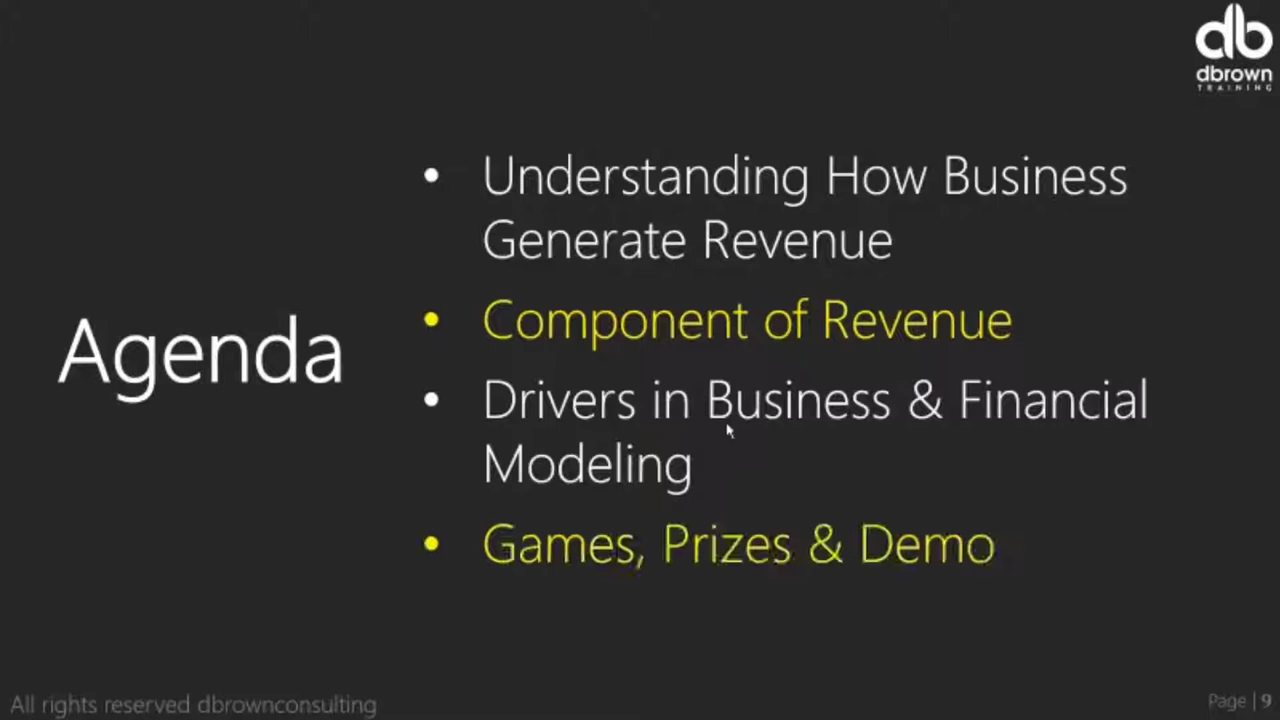 db
dbrown
TRAINING
Agenda
• Understanding How Business
Generate Revenue
• Component of Revenue
• Drivers in Business & Financial
Modeling
• Games, Prizes & Demo
All rights reserved dbrownconsulting
Page | 9